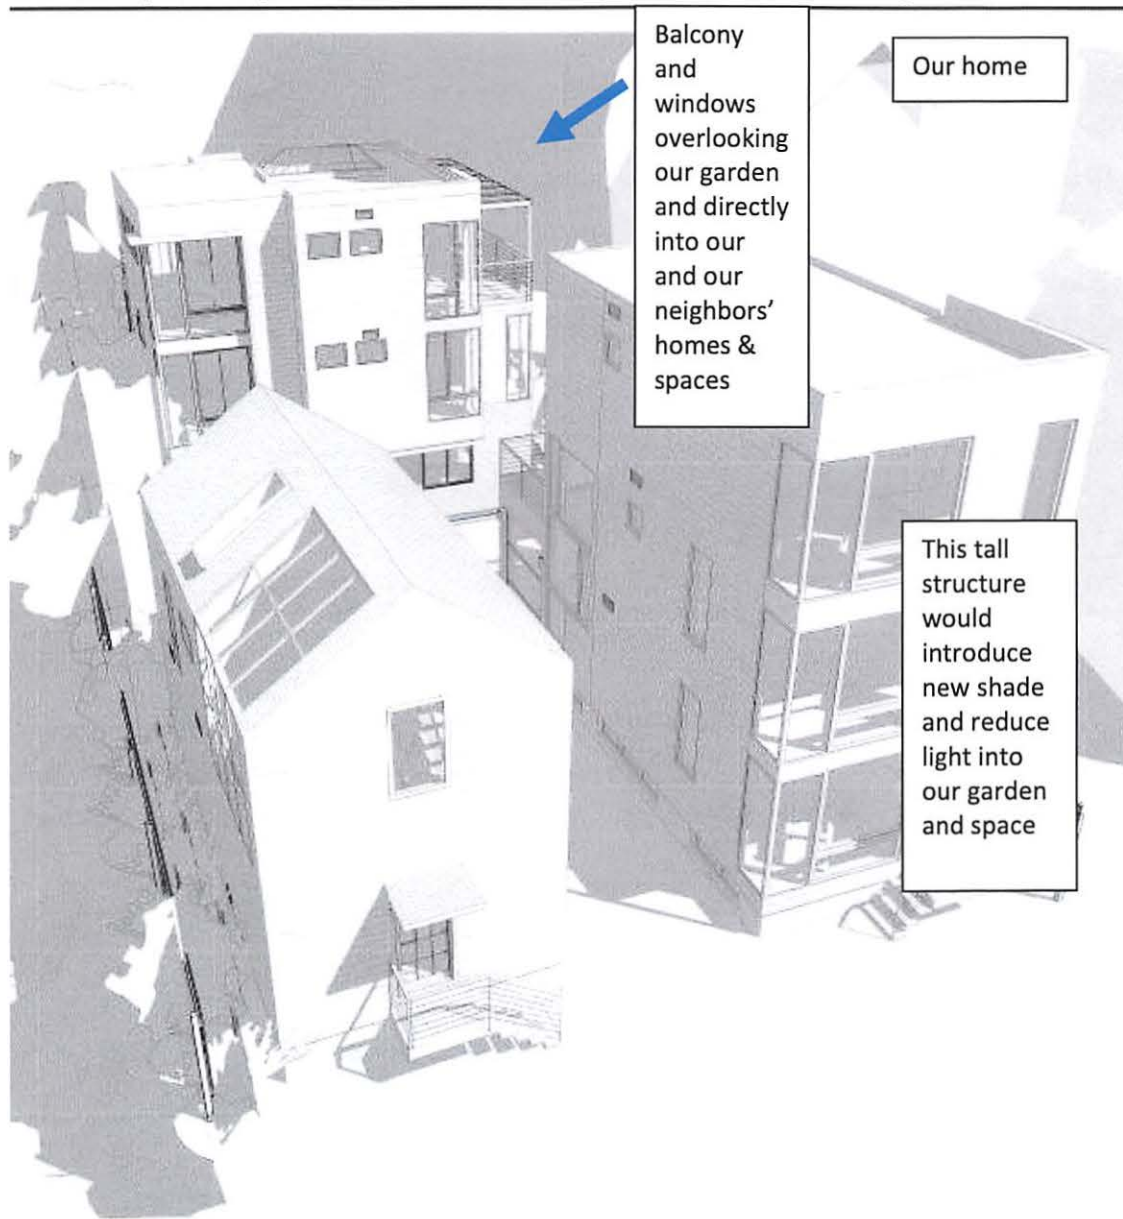 Balcony
and
windows
overlooking
our garden
and directly
into our
and our
neighbors’
homes &
spaces
Our home
This tall
structure
would
introduce
new shade
and reduce
light into
our garden
and space